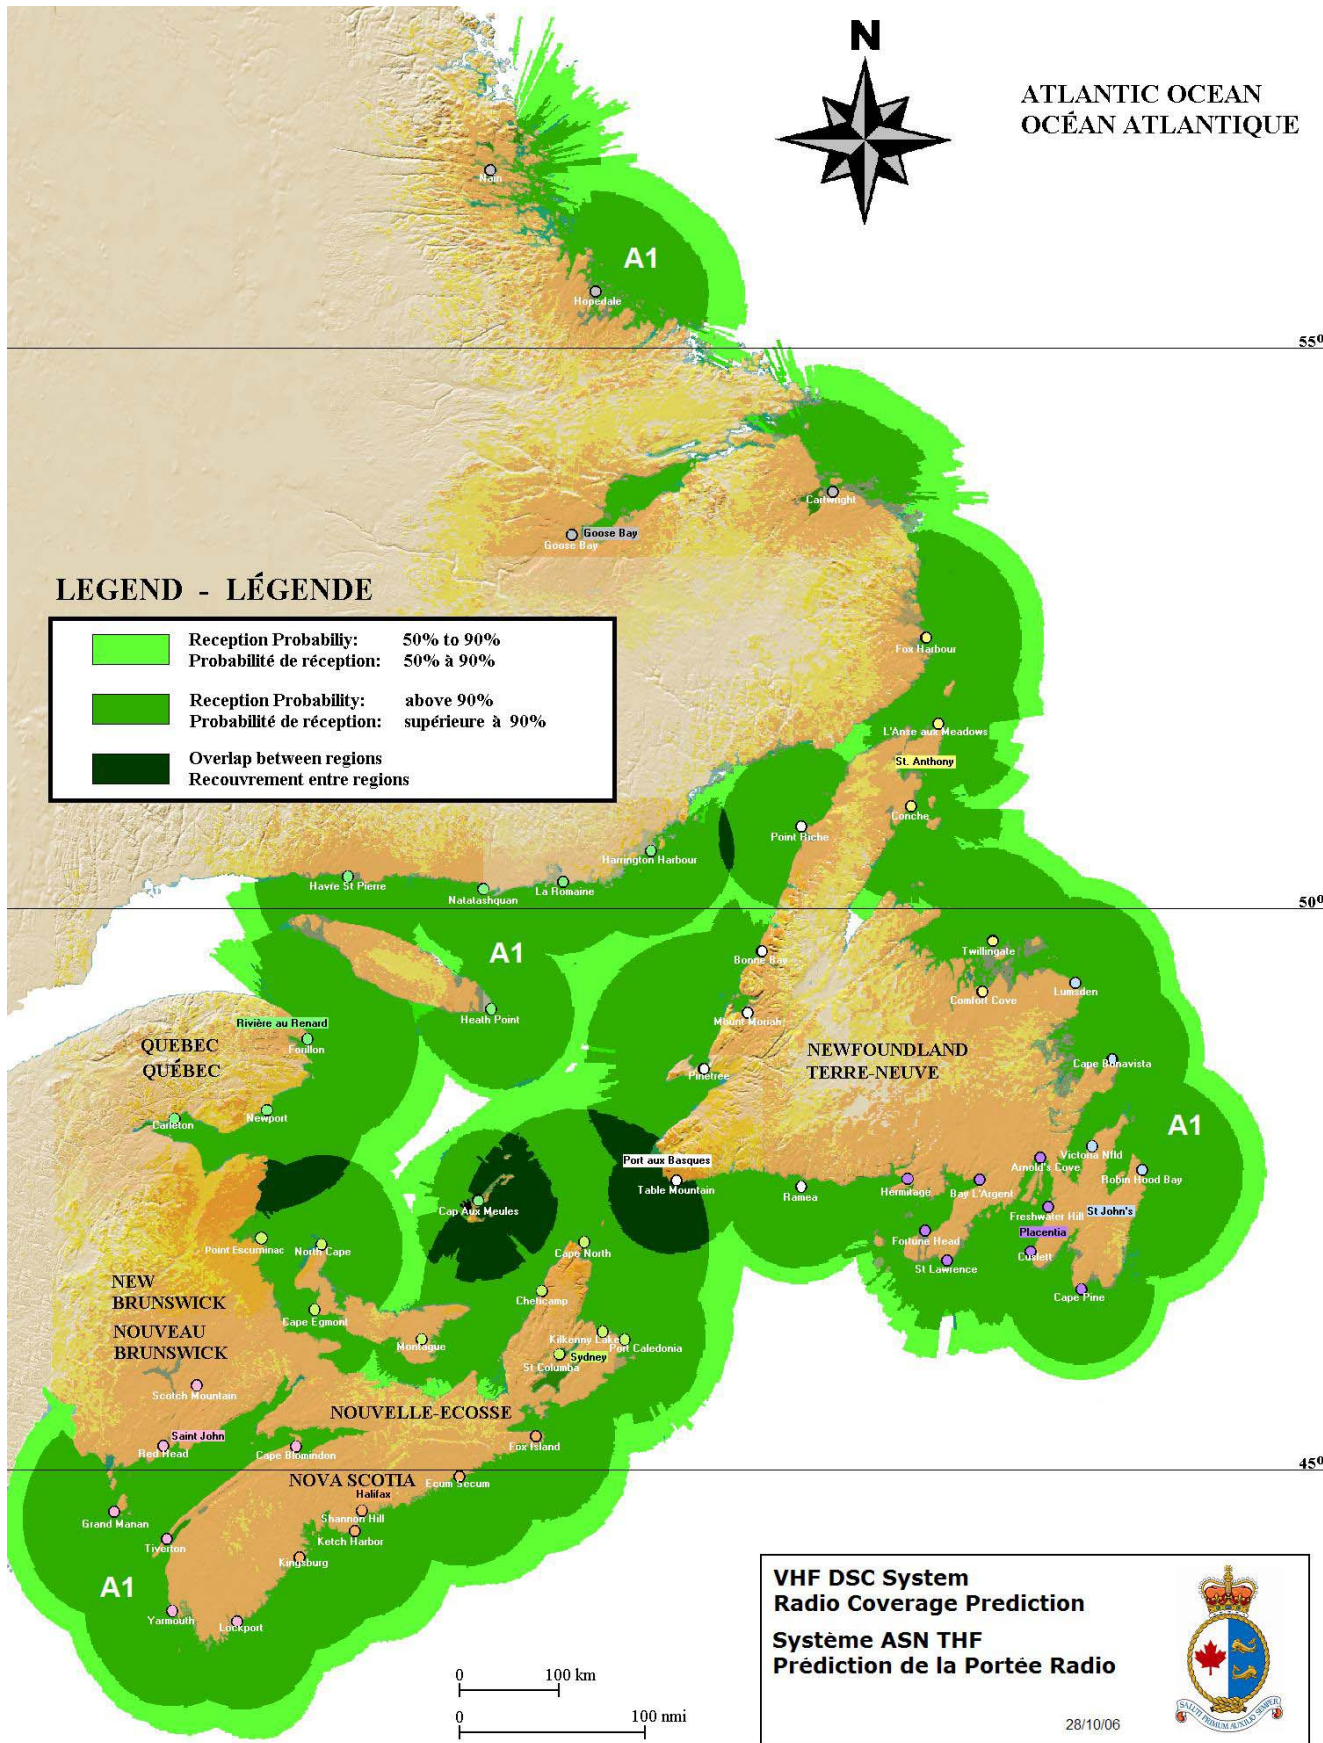 N
ATLANTIC OCEAN
OCÉAN ATLANTIQUE
Nain
A1
Hopedale
55º
Cartwright
Goose Bay
Goose Bay
LEGEND - LÉGENDE
Reception Probabiliy: 50% to 90%
Probabilité de réception: 50% à 90%
Reception Probability: above 90%
Probabilité de réception: supérieure à 90%
Overlap between regions
Recouvrement entre regions
Fox Harbour
L'Anse aux Meadows
St. Anthony
Conche
Point Riche
Harrington Harbour
Havre St Pierre
La Romaine
Natatashquan
50º
A1
Twillingate
Bonne Bay
Comfort Cove
Lumsden
Heath Point
Mount Moriah
Rivière au Renard
Forillon
QUEBEC
QUÉBEC
NEWFOUNDLAND
TERRE-NEUVE
Cape Bonavista
Pinetree
Newport
Carleton
A1
Victoria Nfld
Port aux Basques
Arnold's Cove
Robin Hood Bay
Table Mountain
Ramea
Hermitage
Bay L'Argent
Cap Aux Meules
Freshwater Hill
St John's
Placentia
Point Escuminac
North Cape
Cape North
Fortune Head
St Lawrence
Cuslett
NEW
BRUNSWICK
Cheticamp
Cape Pine
Cape Egmont
NOUVEAU
BRUNSWICK
Montague
Kilkenny Lake
Port Caledonia
Sydney
St Columba
Scotch Mountain
NOUVELLE-ECOSSE
Saint John
Red Head
Cape Blomindon
Fox Island
45º
NOVA SCOTIA
Ecum Secum
Halifax
Grand Manan
Shannon Hill
Ketch Harbor
Tiverton
Kingsburg
A1
Yarmouth
Lockport
0 100 km
0 100 nmi
VHF DSC System
Radio Coverage Prediction
Système ASN THF
Prédiction de la Portée Radio
28/10/06
SALUTI PRIMUM AUXILIO SEMPER